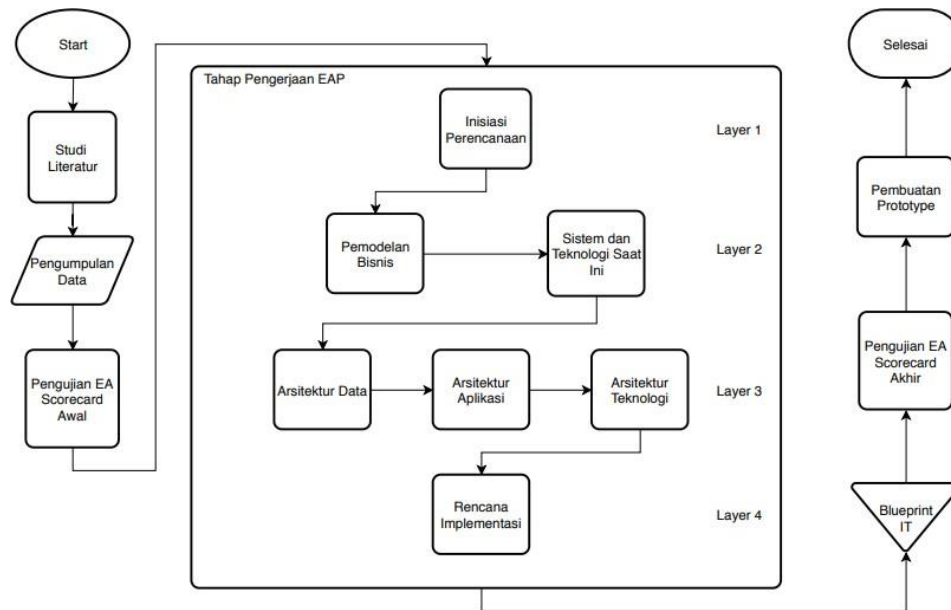 Start
Studi
Literatur
Pengumpulan
Data
Pengujian EA
Scorecard
Awal
Tahap Pengerjaan EAP
Inisiasi
Perencanaan
Layer 1
Pemodelan
Bisnis
Sistem dan
Teknologi Saat
Ini
Layer 2
Arsitektur Data
Arsitektur
Aplikasi
Arsitektur
Teknologi
Layer 3
Rencana
Implementasi
Layer 4
Blueprint
IT
Pengujian EA
Scorecard
Akhir
Pembuatan
Prototype
Selesai